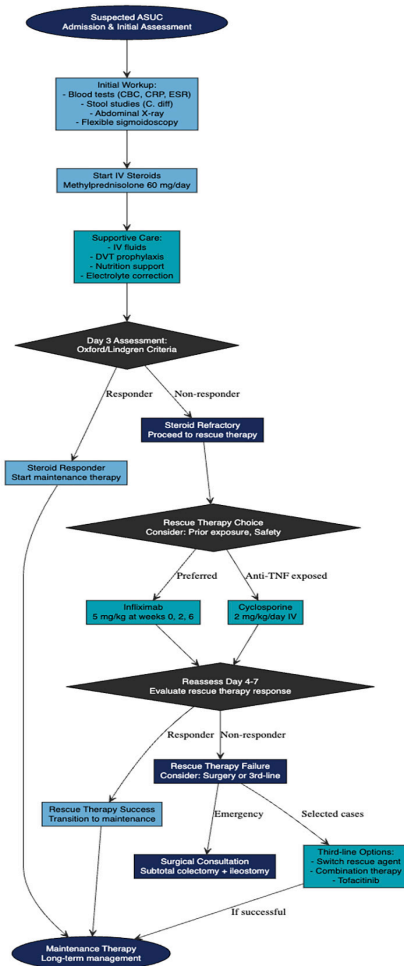 Suspected ASUC
Admission & Initial Assessment
Initial Workup:
- Blood tests (CBC, CRP, ESR)
- Stool studies (C. diff)
- Abdominal X-ray
- Flexible sigmoidoscopy
Start IV Steroids
Methylprednisolone 60 mg/day
Supportive Care:
- IV fluids
- DVT prophylaxis
- Nutrition support
- Electrolyte correction
Day 3 Assessment:
Oxford/Lindgren Criteria
Responder
Non-responder
Steroid Refractory
Proceed to rescue therapy
Steroid Responder
Start maintenance therapy
Rescue Therapy Choice
Consider: Prior exposure, Safety
Preferred
Anti-TNF exposed
Infliximab
5 mg/kg at weeks 0, 2, 6
Cyclosporine
2 mg/kg/day IV
Reassess Day 4-7
Evaluate rescue therapy response
Responder
Non-responder
Rescue Therapy Failure
Consider: Surgery or 3rd-line
Rescue Therapy Success
Transition to maintenance
Emergency
Selected cases
Surgical Consultation
Subtotal colectomy + ileostomy
Third-line Options:
- Switch rescue agent
- Combination therapy
- Tofacitinib
If successful
Maintenance Therapy
Long-term management